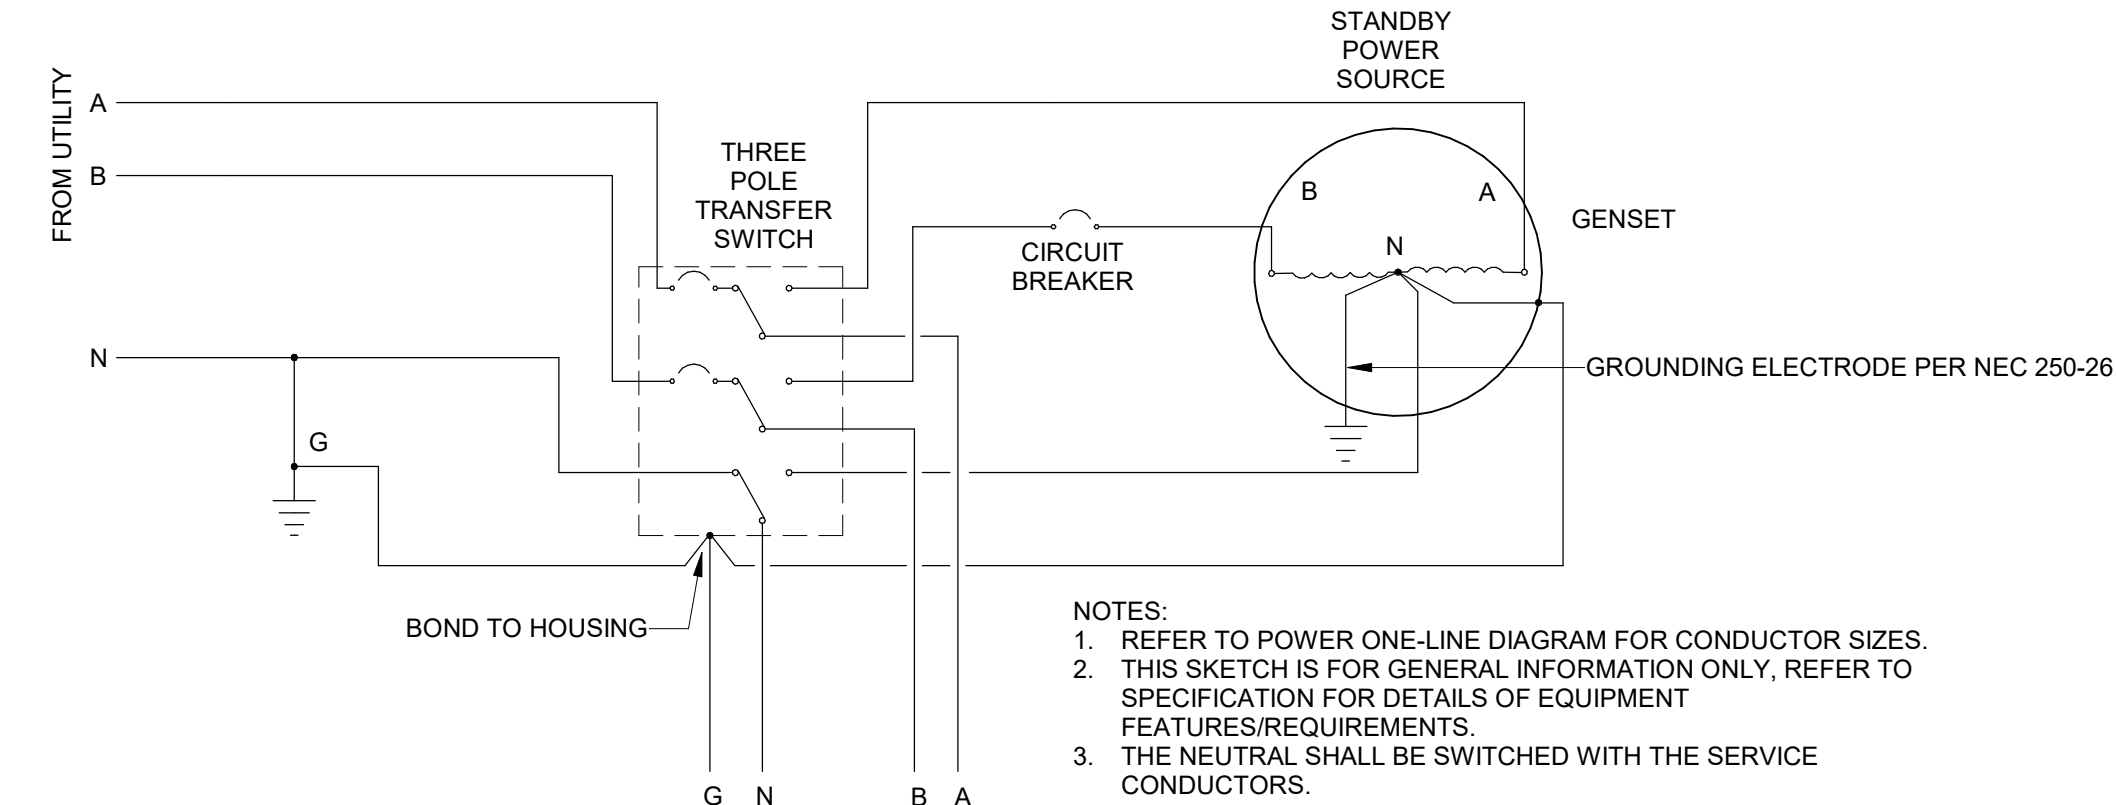 STANDBY
POWER
SOURCE
FROM UTILITY
A
B
N
THREE
POLE
TRANSFER
SWITCH
B
A
N
GENSET
CIRCUIT
BREAKER
GROUNDING ELECTRODE PER NEC 250-26
G
BOND TO HOUSING
G
N
B
A
NOTES:
1. REFER TO POWER ONE-LINE DIAGRAM FOR CONDUCTOR SIZES.
2. THIS SKETCH IS FOR GENERAL INFORMATION ONLY, REFER TO
SPECIFICATION FOR DETAILS OF EQUIPMENT
FEATURES/REQUIREMENTS.
3. THE NEUTRAL SHALL BE SWITCHED WITH THE SERVICE
CONDUCTORS.